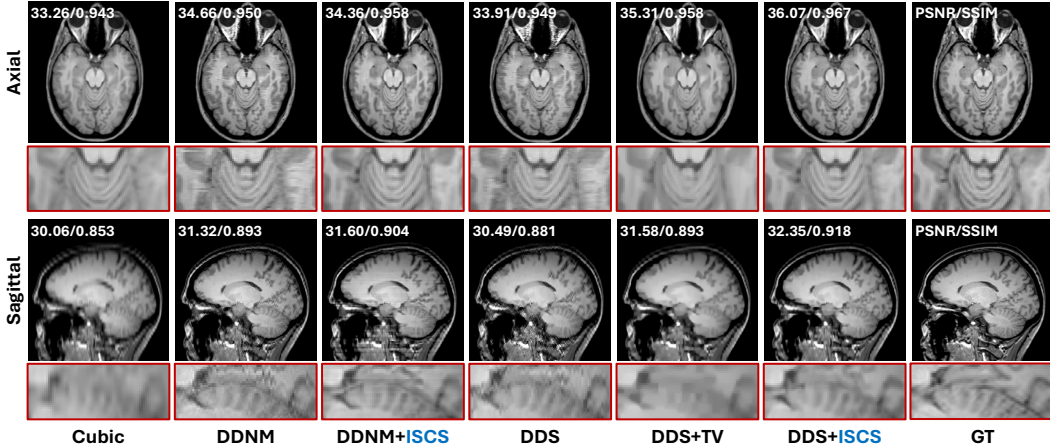 33.26/0.943 34.66/0.950 34.36/0.958 33.91/0.949 35.31/0.958 36.07/0.967 PSNR/SSIM
Axial
30.06/0.853 31.32/0.893 31.60/0.904 30.49/0.881 31.58/0.893 32.35/0.918 PSNR/SSIM
Sagittal
Cubic DDNM DDNM+ISCS DDS DDS+TV DDS+ISCS GT